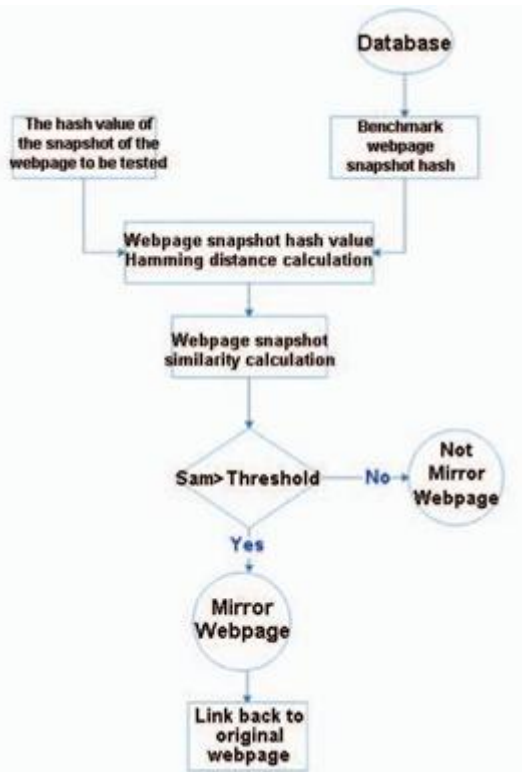 Database
The hash value of
the snapshot of the
webpage to be tested
Benchmark
webpage
snapshot hash
Webpage snapshot hash value
Hamming distance calculation
Webpage snapshot
similarity calculation
Sam> Threshold
No
Not
Mirror
Webpage
Yes
Mirror
Webpage
Link back to
original
webpage